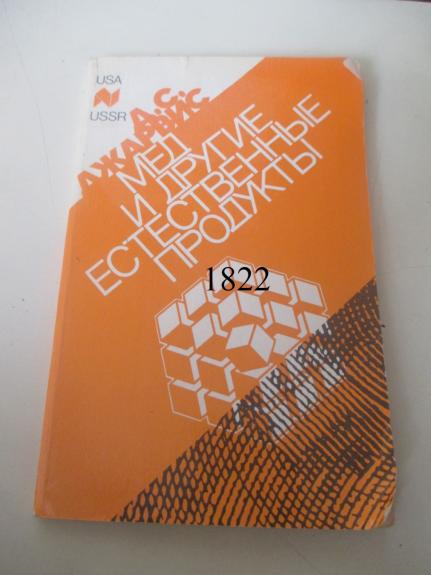 USA
USSR
Д.С.
ДЖАРВИС
МЕД
И ДРУГИЕ
ЕСТЕСТВЕННЫЕ
ПРОДУКТЫ
1822